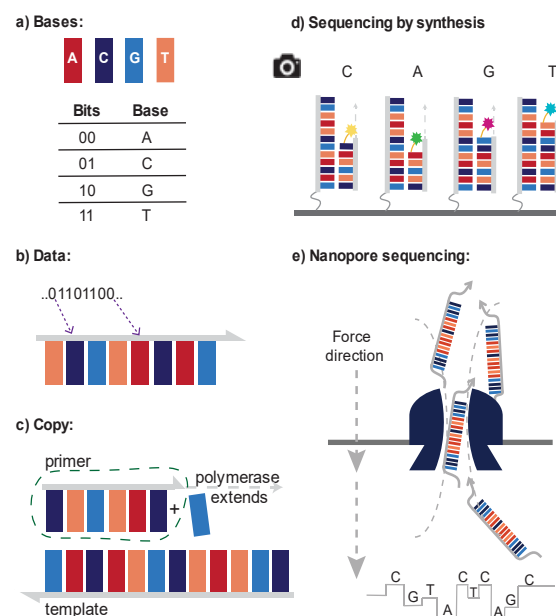 a) Bases:
A C G T
Bits Base
00 A
01 C
10 G
11 T
b) Data:
..01101100..
c) Copy:
primer
+
polymerase
extends
template
d) Sequencing by synthesis
C A G T
e) Nanopore sequencing:
Force
direction
C G T A C T C A G C